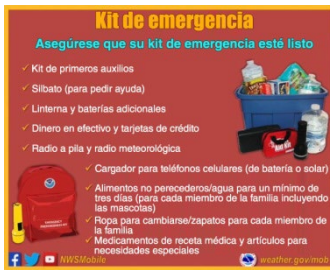 Kit de emergencia
Asegúrese que su kit de emergencia esté listo
✓ Kit de primeros auxilios
✓ Silbato (para pedir ayuda)
✓ Linterna y baterías adicionales
✓ Dinero en efectivo y tarjetas de crédito
✓ Radio a pila y radio meteorológica
✓ Cargador para teléfonos celulares (de batería o solar)
✓ Alimentos no perecederos/agua para un mínimo de
tres días (para cada miembro de la familia incluyendo
las mascotas)
✓ Ropa para cambiarse/zapatos para cada miembro de
la familia
✓ Medicamentos de receta médica y artículos para
necesidades especiales
NWSMobile
weather.gov/mob